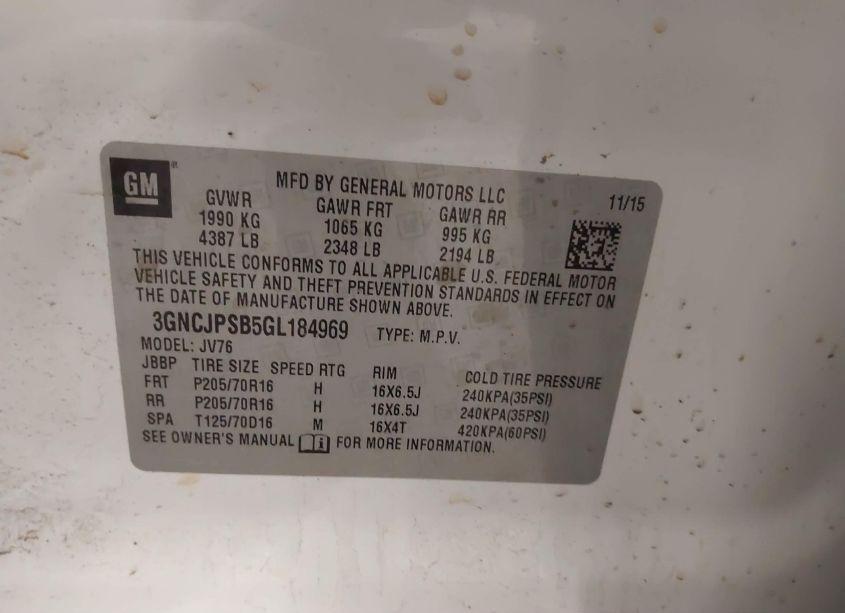 GM
MFD BY GENERAL MOTORS LLC 11/15
GVWR GAWR FRT GAWR RR
1990 KG 1065 KG 995 KG
4387 LB 2348 LB 2194 LB
THIS VEHICLE CONFORMS TO ALL APPLICABLE U.S. FEDERAL MOTOR
VEHICLE SAFETY AND THEFT PREVENTION STANDARDS IN EFFECT ON
THE DATE OF MANUFACTURE SHOWN ABOVE.
3GNCJPSB5GL184969 TYPE: M.P.V.
MODEL: JV76
JBBP TIRE SIZE SPEED RTG RIM COLD TIRE PRESSURE
FRT P205/70R16 H 16X6.5J 240KPA(35PSI)
RR P205/70R16 H 16X6.5J 240KPA(35PSI)
SPA T125/70D16 M 16X4T 420KPA(60PSI)
SEE OWNER'S MANUAL FOR MORE INFORMATION.